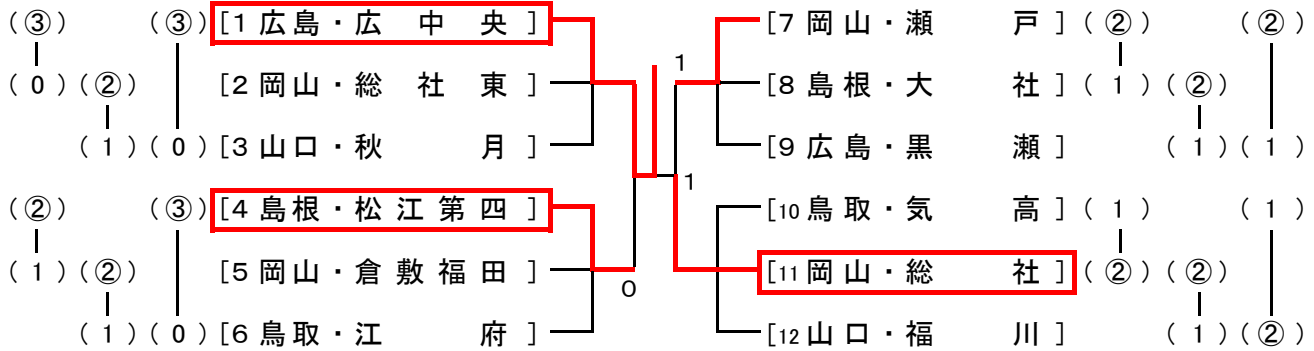 (③) (③) [1 広島・広中央] [7 岡山・瀬戸] (②) (②)
1
(0) (②) [2 岡山・総社東] [8 島根・大社] (1) (②)
(1) (0) [3 山口・秋月] [9 広島・黒瀬] (1) (1)
1
(②) (③) [4 島根・松江第四] [10 鳥取・気高] (1) (1)
(1) (②) [5 岡山・倉敷福田] [11 岡山・総社] (②) (②)
0
(1) (0) [6 鳥取・江府] [12 山口・福川] (1) (②)